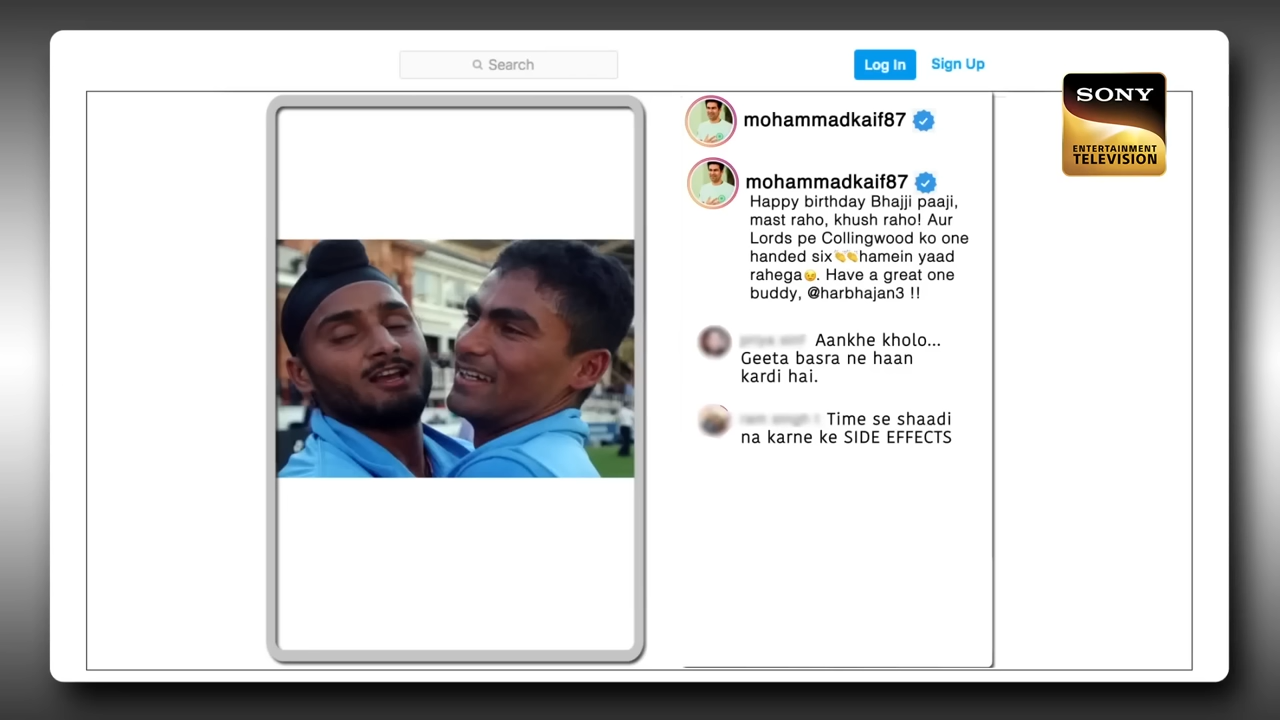 Search
Log In
Sign Up
SONY
ENTERTAINMENT
TELEVISION
mohammadkaif87
mohammadkaif87
Happy birthday Bhajji paaji,
mast raho, khush raho! Aur
Lords pe Collingwood ko one
handed six👏👏hamein yaad
rahega😉. Have a great one
buddy, @harbhajan3 !!
Aankhe kholo...
Geeta basra ne haan
kardi hai.
Time se shaadi
na karne ke SIDE EFFECTS